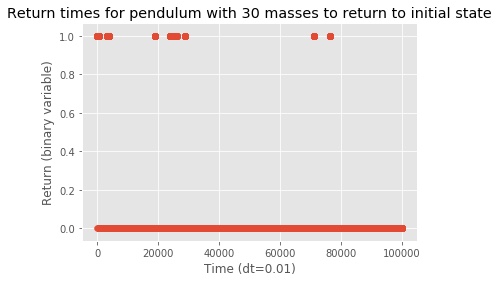 Return times for pendulum with 30 masses to return to initial state
1.0
0.8
0.6
0.4
0.2
0.0
Return (binary variable)
0 20000 40000 60000 80000 100000
Time (dt=0.01)